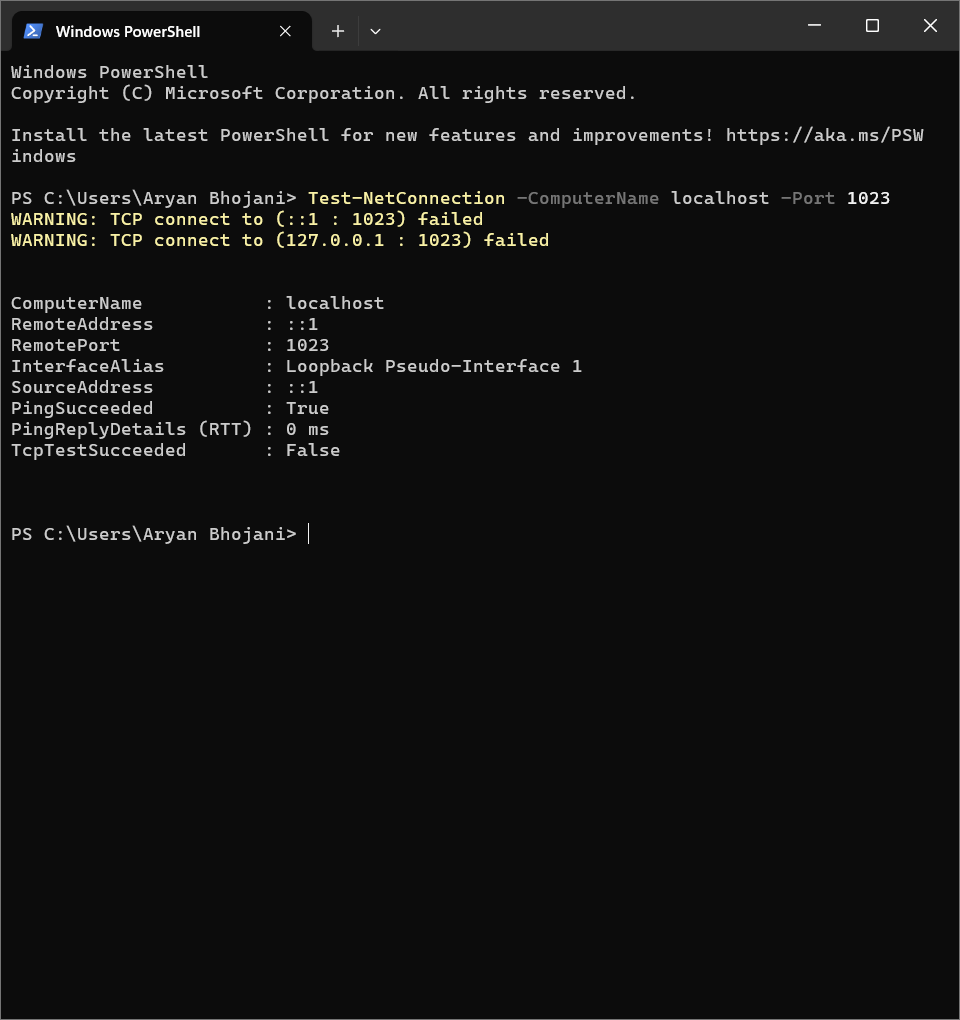 Windows PowerShell
Windows PowerShell
Copyright (C) Microsoft Corporation. All rights reserved.
Install the latest PowerShell for new features and improvements! https://aka.ms/PSW
indows
PS C:\Users\Aryan Bhojani> Test-NetConnection -ComputerName localhost -Port 1023
WARNING: TCP connect to (::1 : 1023) failed
WARNING: TCP connect to (127.0.0.1 : 1023) failed
ComputerName           : localhost
RemoteAddress          : ::1
RemotePort             : 1023
InterfaceAlias         : Loopback Pseudo-Interface 1
SourceAddress          : ::1
PingSucceeded          : True
PingReplyDetails (RTT) : 0 ms
TcpTestSucceeded       : False
PS C:\Users\Aryan Bhojani>